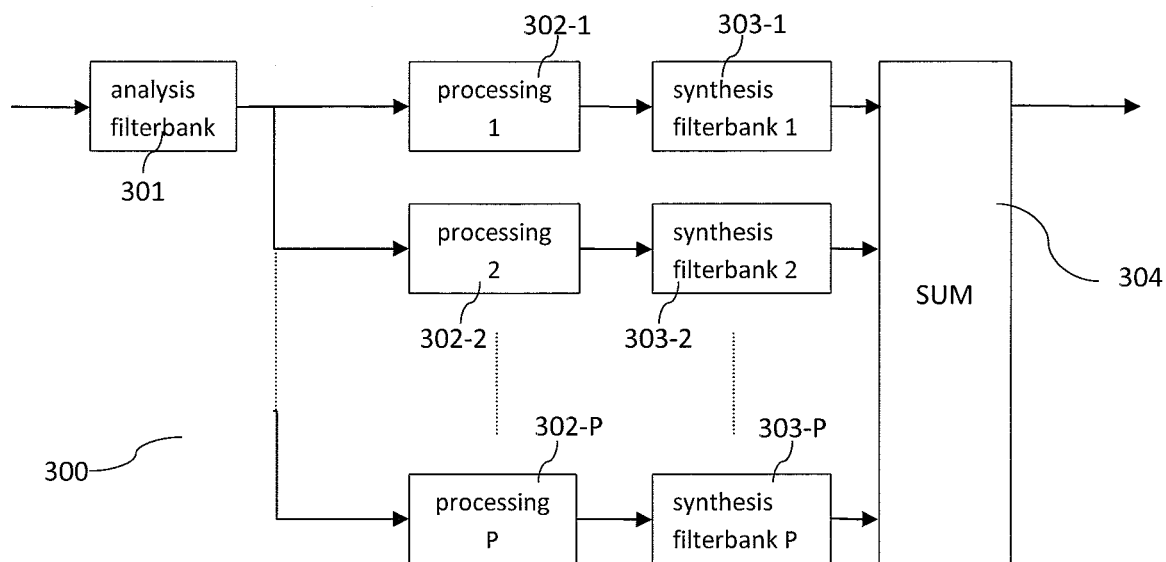 302-1
303-1
analysis
filterbank
301
processing
1
synthesis
filterbank 1
processing
2
302-2
synthesis
filterbank 2
303-2
SUM
304
300
302-P
303-P
processing
P
synthesis
filterbank P